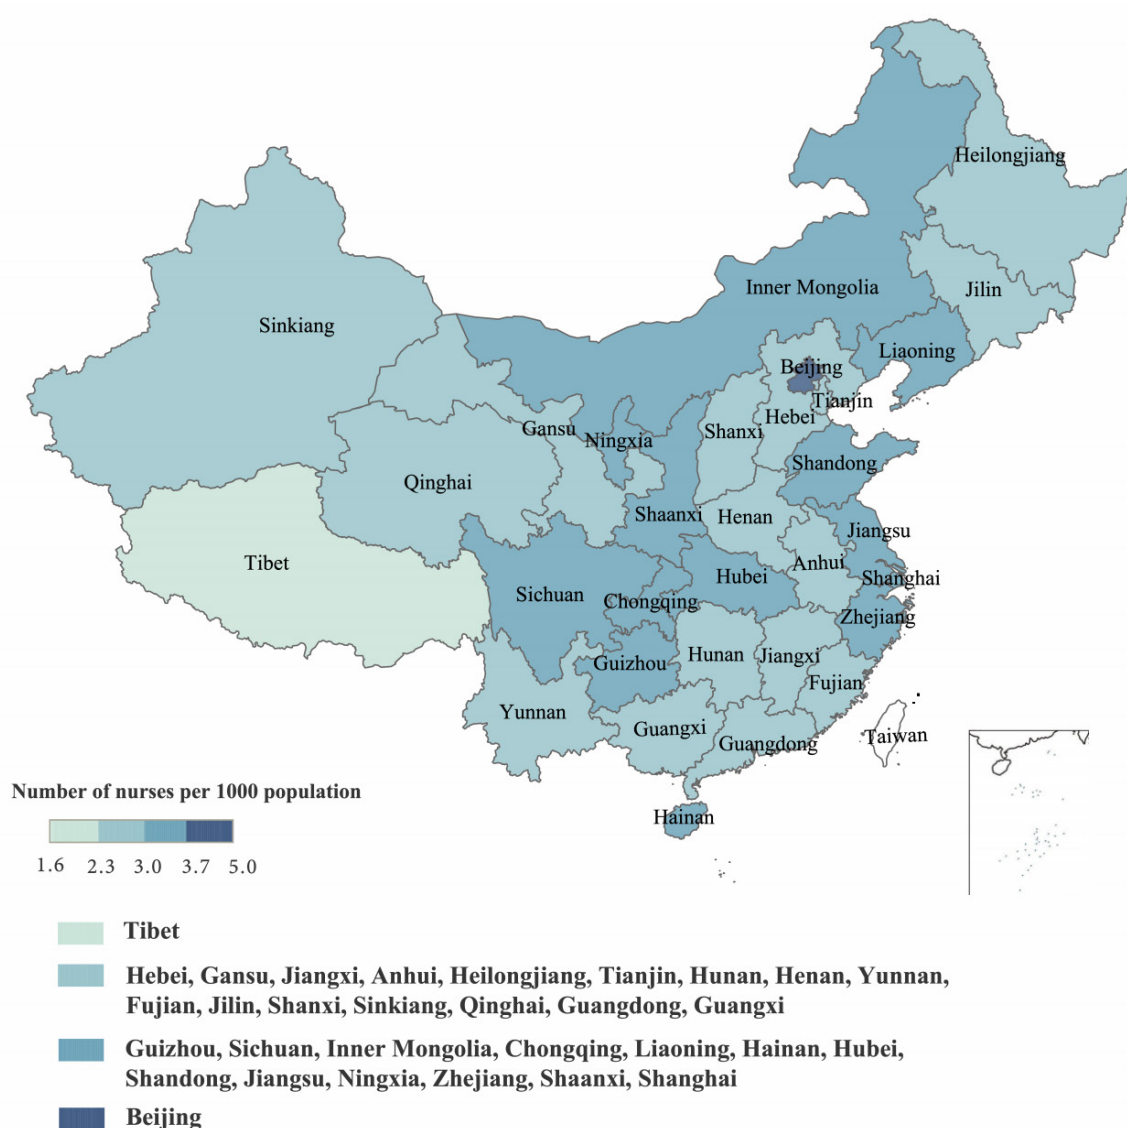 Heilongjiang
Inner Mongolia
Jilin
Sinkiang
Liaoning
Beijing
Tianjin
Hebei
Gansu
Ningxia
Shanxi
Shandong
Qinghai
Shaanxi
Henan
Jiangsu
Tibet
Anhui
Hubei
Shanghai
Sichuan
Chongqing
Zhejiang
Guizhou
Hunan
Jiangxi
Fujian
Yunnan
Guangxi
Guangdong
Taiwan
Hainan
Number of nurses per 1000 population
1.6 2.3 3.0 3.7 5.0
Tibet
Hebei, Gansu, Jiangxi, Anhui, Heilongjiang, Tianjin, Hunan, Henan, Yunnan,
Fujian, Jilin, Shanxi, Sinkiang, Qinghai, Guangdong, Guangxi
Guizhou, Sichuan, Inner Mongolia, Chongqing, Liaoning, Hainan, Hubei,
Shandong, Jiangsu, Ningxia, Zhejiang, Shaanxi, Shanghai
Beijing